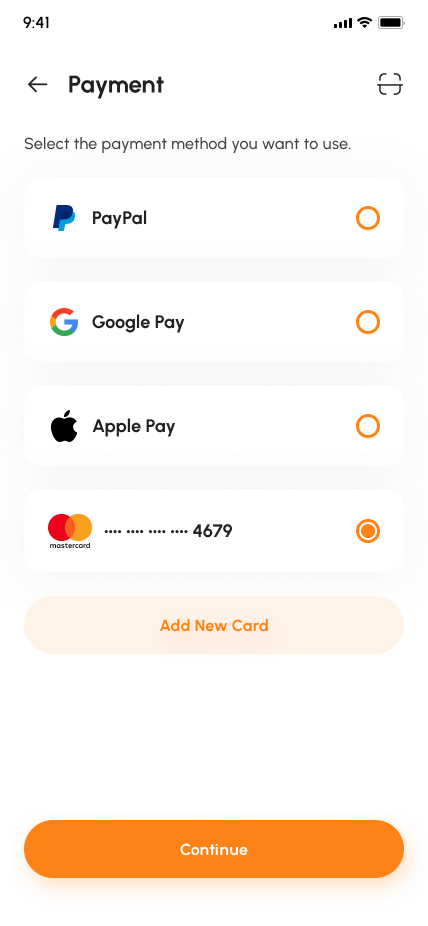 9:41
Payment
Select the payment method you want to use.
PayPal
Google Pay
Apple Pay
mastercard
•••• •••• •••• •••• 4679
Add New Card
Continue